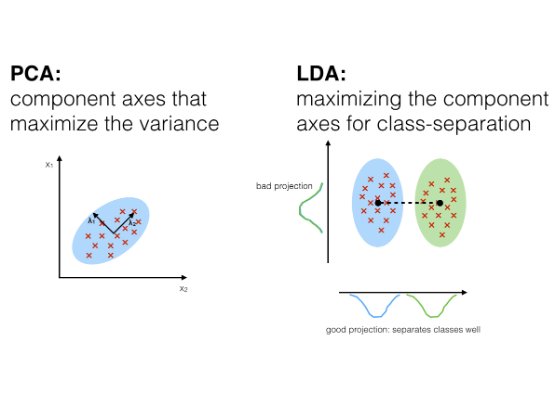 PCA:
component axes that
maximize the variance
LDA:
maximizing the component
axes for class-separation
x1
λ1
λ2
x2
bad projection
good projection: separates classes well